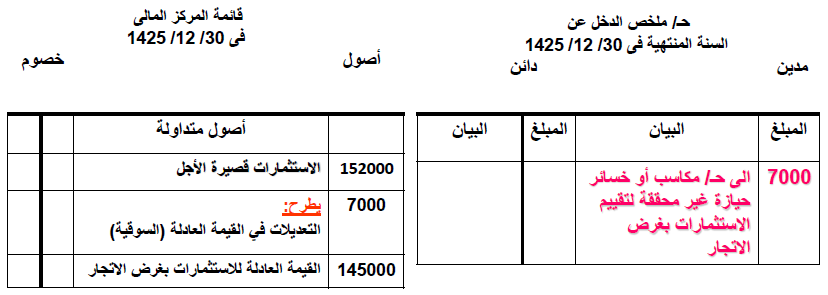 حـ/ ملخص الدخل عن
السنة المنتهية فى 30/ 12/ 1425
مدين
دائن
المبلغ
البيان
المبلغ
البيان
7000
الى حـ/ مكاسب أو خسائر
حيازة غير محققة لتقييم
الاستثمارات بغرض
الاتجار
قائمة المركز المالى
فى 30/ 12/ 1425
أصول
خصوم
أصول متداولة
152000
الاستثمارات قصيرة الأجل
7000
يطرح:
التعديلات في القيمة العادلة (السوقية)
145000
القيمة العادلة للاستثمارات بغرض الاتجار